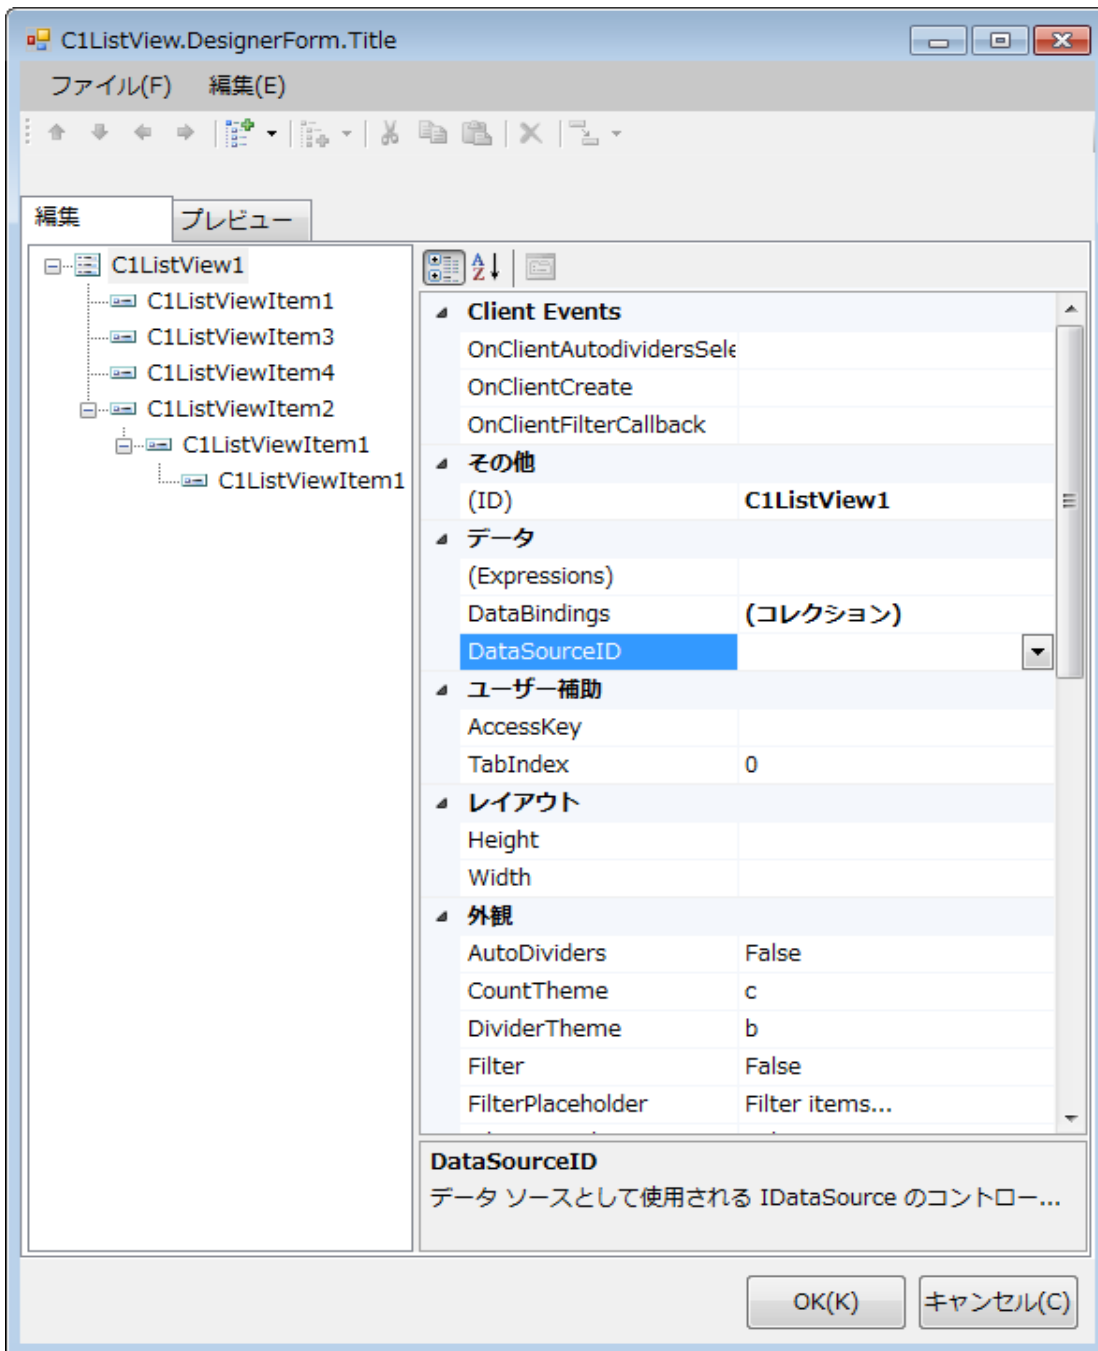 C1ListView.DesignerForm.Title
ファイル(F) 編集(E)
編集 プレビュー
C1ListView1
C1ListViewItem1
C1ListViewItem3
C1ListViewItem4
C1ListViewItem2
C1ListViewItem1
C1ListViewItem1
Client Events
OnClientAutodividersSele
OnClientCreate
OnClientFilterCallback
その他
(ID) C1ListView1
データ
(Expressions)
DataBindings (コレクション)
DataSourceID
ユーザー補助
AccessKey
TabIndex 0
レイアウト
Height
Width
外観
AutoDividers False
CountTheme c
DividerTheme b
Filter False
FilterPlaceholder Filter items...
DataSourceID
データ ソースとして使用される IDataSource のコントロー...
OK(K) キャンセル(C)